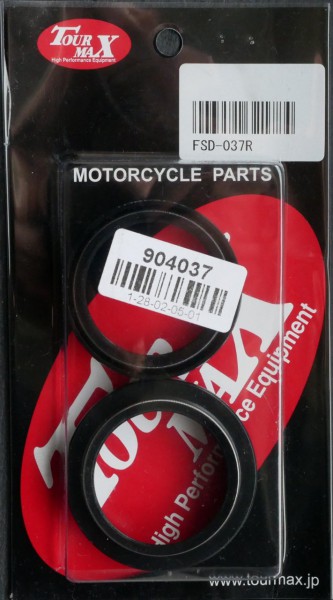 TOUR MAX
High Performance Equipment
FSD-037R
MOTORCYCLE PARTS
904037
1-28-02-06-01
TOUR MAX
High Performance Equipment
www.tourmax.jp